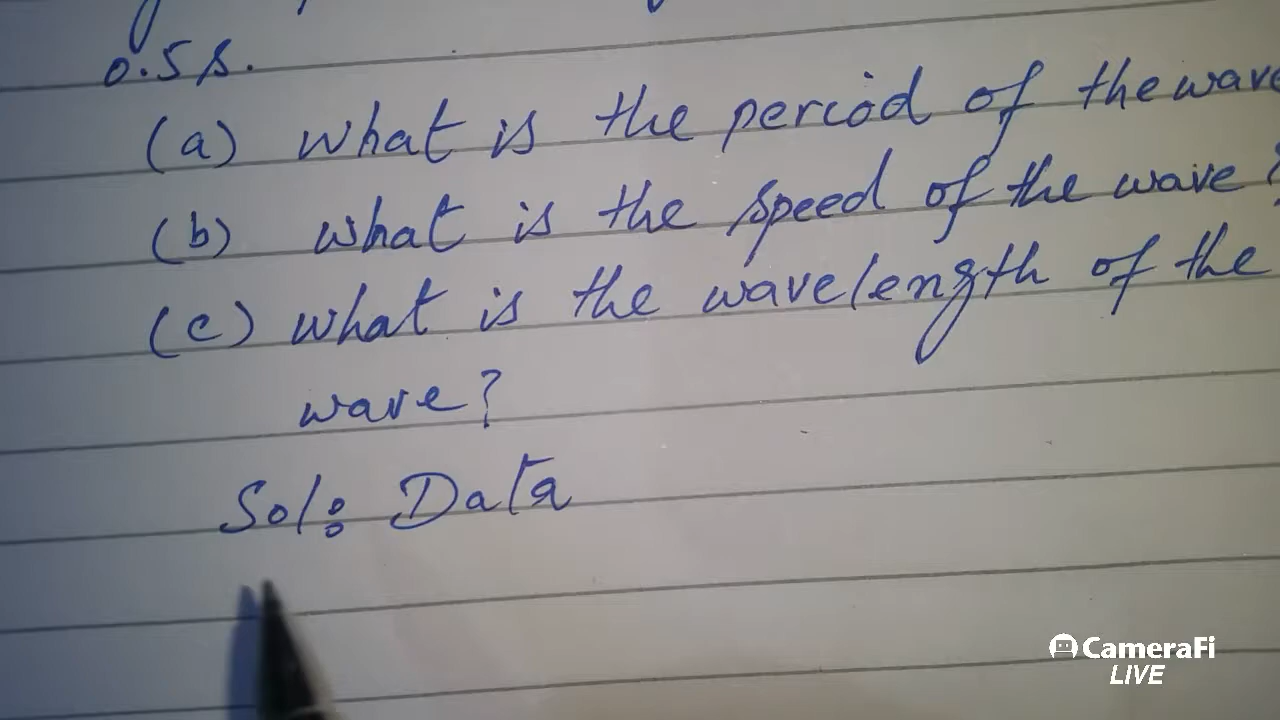 0.5 s.
(a) What is the period of the wave
(b) what is the speed of the wave?
(c) what is the wavelength of the
wave?
Sol: Data
CameraFi
LIVE